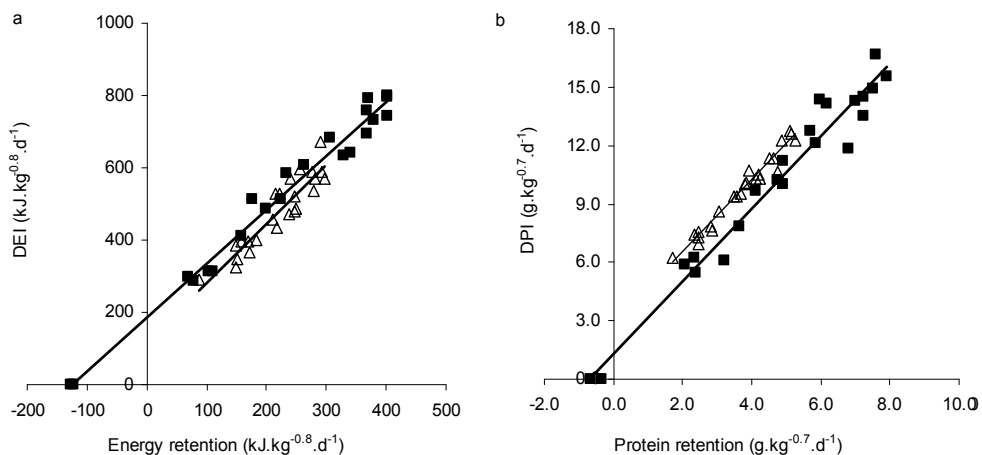 a
1000
800
600
400
200
0
-200 -100 0 100 200 300 400 500
DEI (kJ.kg-0.8.d-1)
Energy retention (kJ.kg-0.8.d-1)
b
18.0
15.0
12.0
9.0
6.0
3.0
0
-2.0 0 2.0 4.0 6.0 8.0 10.0
DPI (g.kg-0.7.d-1)
Protein retention (g.kg-0.7.d-1)